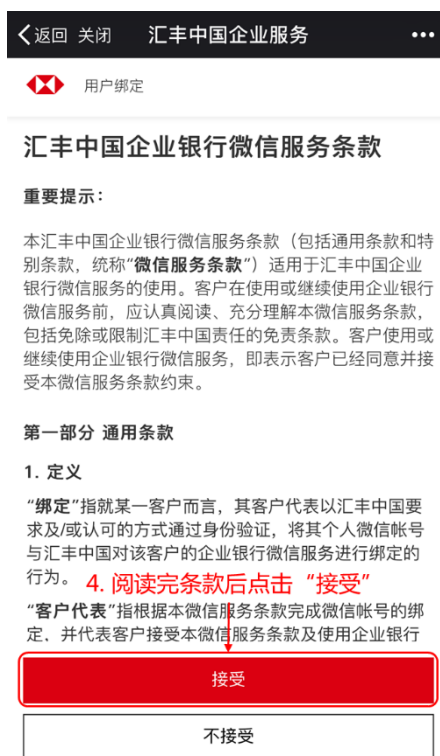 返回 关闭 汇丰中国企业服务
用户绑定
汇丰中国企业银行微信服务条款
重要提示：
本汇丰中国企业银行微信服务条款（包括通用条款和特
别条款，统称“微信服务条款”）适用于汇丰中国企业
银行微信服务的使用。客户在使用或继续使用企业银行
微信服务前，应认真阅读、充分理解本微信服务条款，
包括免除或限制汇丰中国责任的免责条款。客户使用或
继续使用企业银行微信服务，即表示客户已经同意并接
受本微信服务条款约束。
第一部分 通用条款
1. 定义
“绑定”指就某一客户而言，其客户代表以汇丰中国要
求及/或认可的方式通过身份验证，将其个人微信帐号
与汇丰中国对该客户的企业银行微信服务进行绑定的
行为。
4. 阅读完条款后点击“接受”
“客户代表”指根据本微信服务条款完成微信帐号的绑
定，并代表客户接受本微信服务条款及使用企业银行
接受
不接受